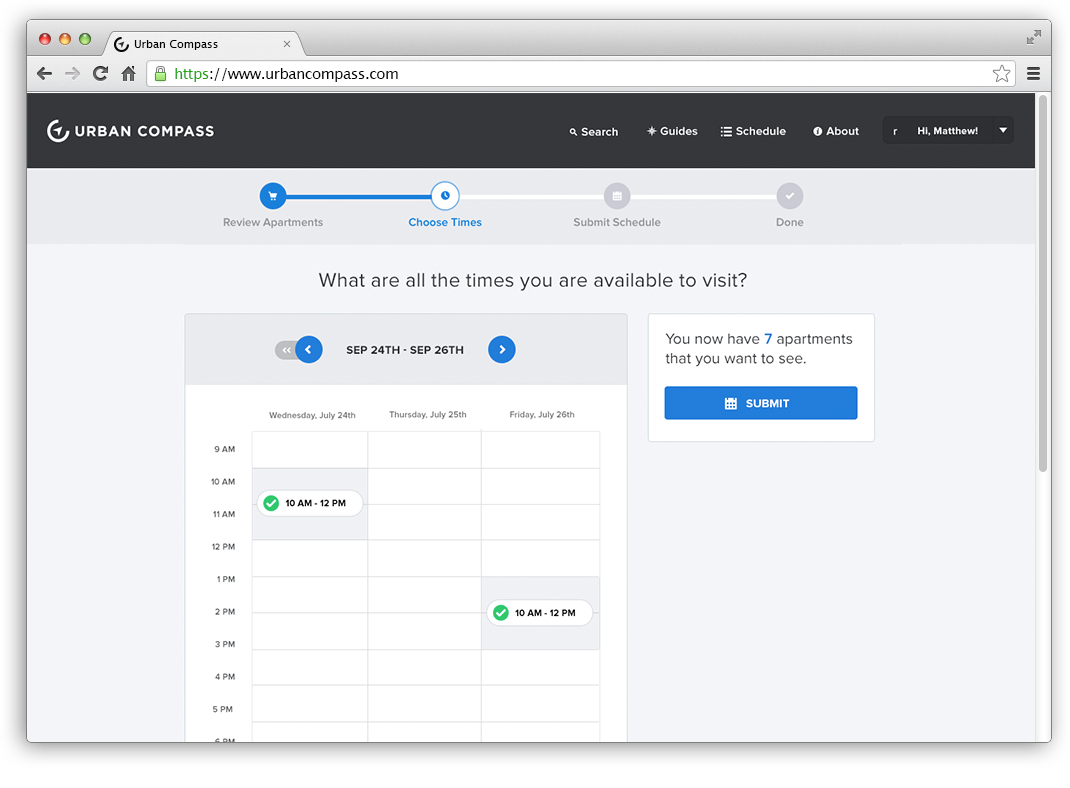 Urban Compass
https://www.urbancompass.com
URBAN COMPASS
Search
Guides
Schedule
About
r
Hi, Matthew!
Review Apartments
Choose Times
Submit Schedule
Done
What are all the times you are available to visit?
SEP 24TH - SEP 26TH
You now have 7 apartments
that you want to see.
SUBMIT
Wednesday, July 24th
Thursday, July 25th
Friday, July 26th
9 AM
10 AM
10 AM - 12 PM
11 AM
12 PM
1 PM
2 PM
10 AM - 12 PM
3 PM
4 PM
5 PM
6 PM